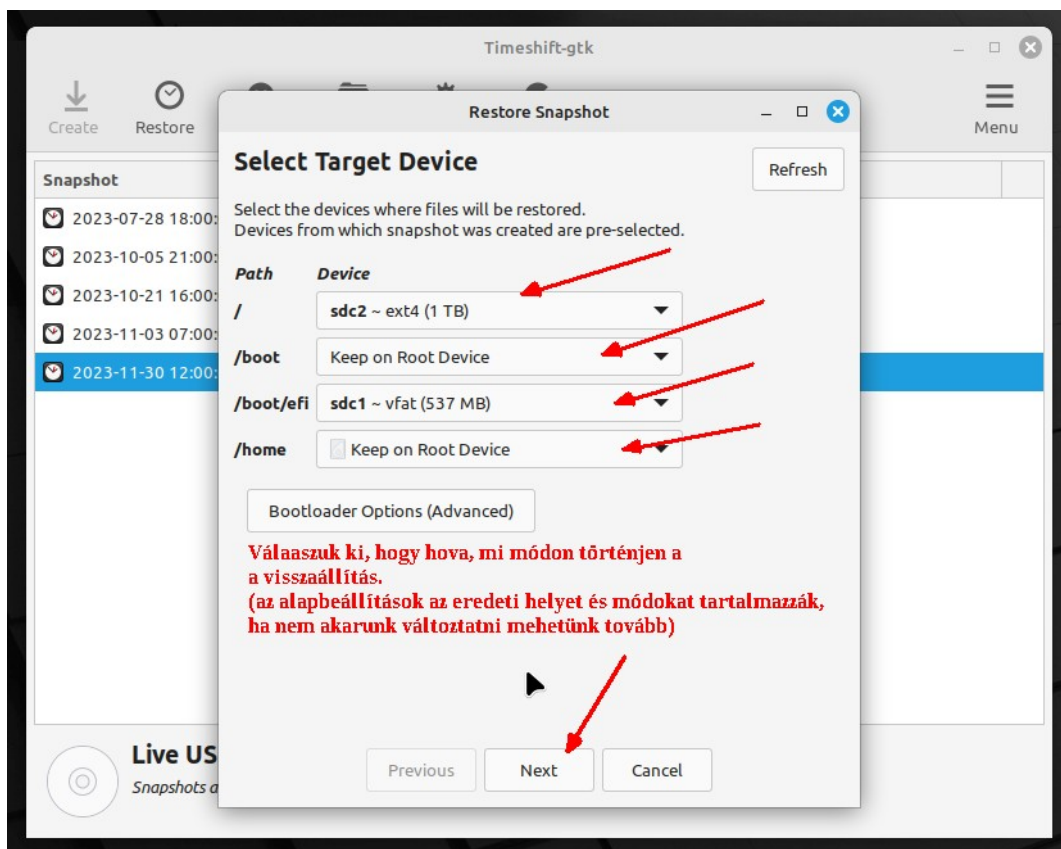 Timeshift-gtk
Create
Restore
Menu
Restore Snapshot
Snapshot
2023-07-28 18:00:
2023-10-05 21:00:
2023-10-21 16:00:
2023-11-03 07:00:
2023-11-30 12:00:
Select Target Device
Refresh
Select the devices where files will be restored.
Devices from which snapshot was created are pre-selected.
Path Device
/ sdc2 ~ ext4 (1 TB)
/boot Keep on Root Device
/boot/efi sdc1 ~ vfat (537 MB)
/home Keep on Root Device
Bootloader Options (Advanced)
Válaaszuk ki, hogy hova, mi módon történjen a
a visszaállítás.
(az alapbeállítások az eredeti helyet és módokat tartalmazzák,
ha nem akarunk változtatni mehetünk tovább)
Previous Next Cancel
Live US
Snapshots a